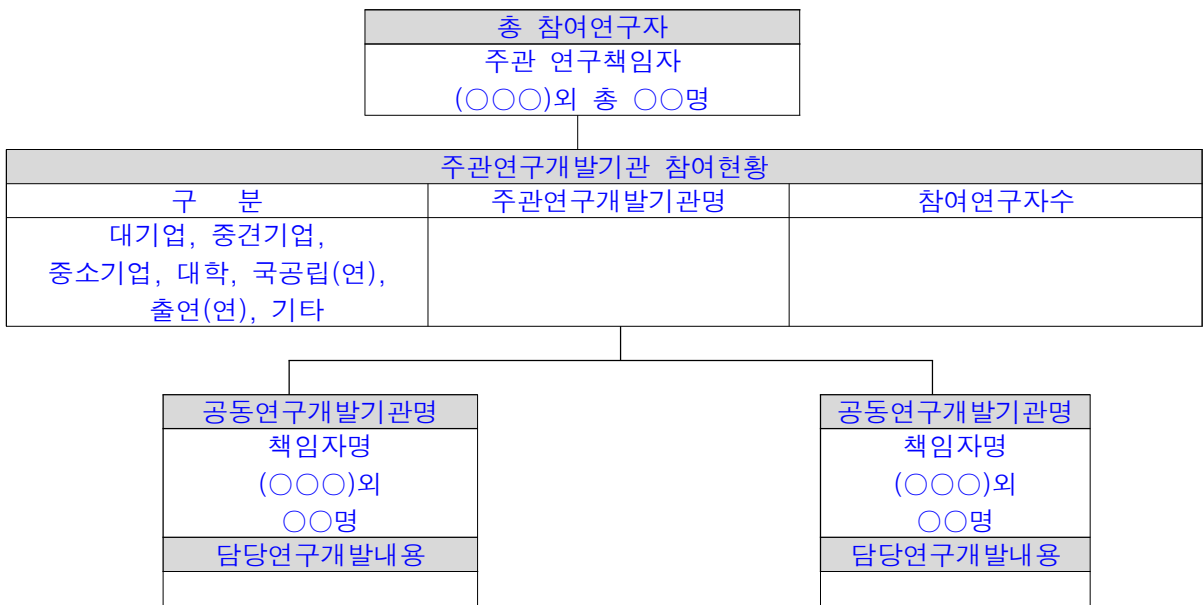 총 참여연구자
주관 연구책임자
(○○○)외 총 ○○명
주관연구개발기관 참여현황
구 분
주관연구개발기관명
참여연구자수
대기업, 중견기업,
중소기업, 대학, 국공립(연),
출연(연), 기타
공동연구개발기관명
책임자명
(○○○)외
○○명
담당연구개발내용
공동연구개발기관명
책임자명
(○○○)외
○○명
담당연구개발내용